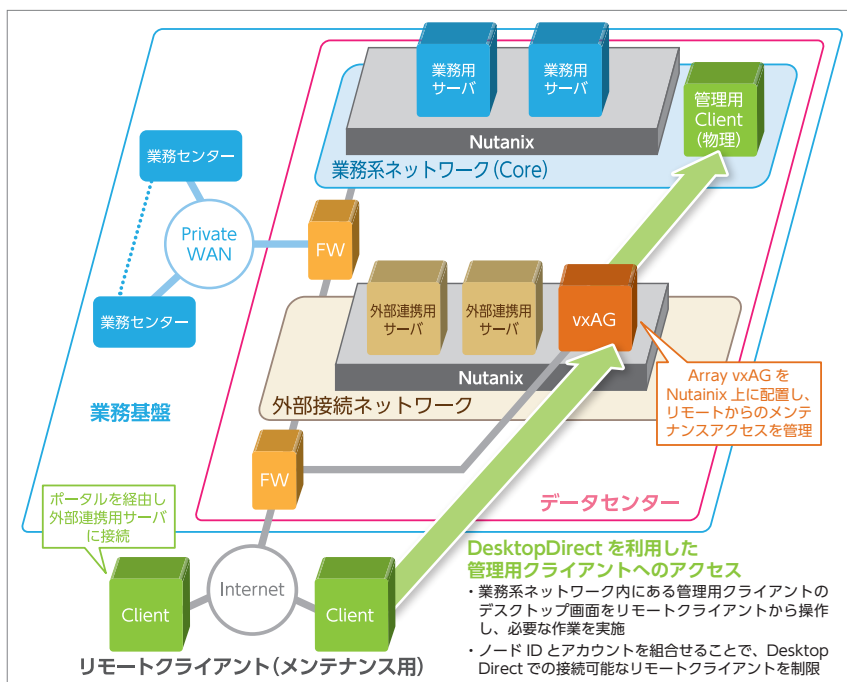 業務用
サーバ
業務用
サーバ
管理用
Client
(物理)
Nutanix
業務系ネットワーク(Core)
業務センター
Private
WAN
FW
業務センター
外部連携用
サーバ
外部連携用
サーバ
vxAG
Nutanix
外部接続ネットワーク
Array vxAG を
Nutainix 上に配置し、
リモートからのメンテ
ナンスアクセスを管理
業務基盤
FW
データセンター
ポータルを経由し
外部連携用サーバ
に接続
Internet
Client
Client
リモートクライアント(メンテナンス用)
DesktopDirect を利用した
管理用クライアントへのアクセス
・業務系ネットワーク内にある管理用クライアントの
デスクトップ画面をリモートクライアントから操作
し、必要な作業を実施
・ノード ID とアカウントを組合せることで、Desktop
Direct での接続可能なリモートクライアントを制限